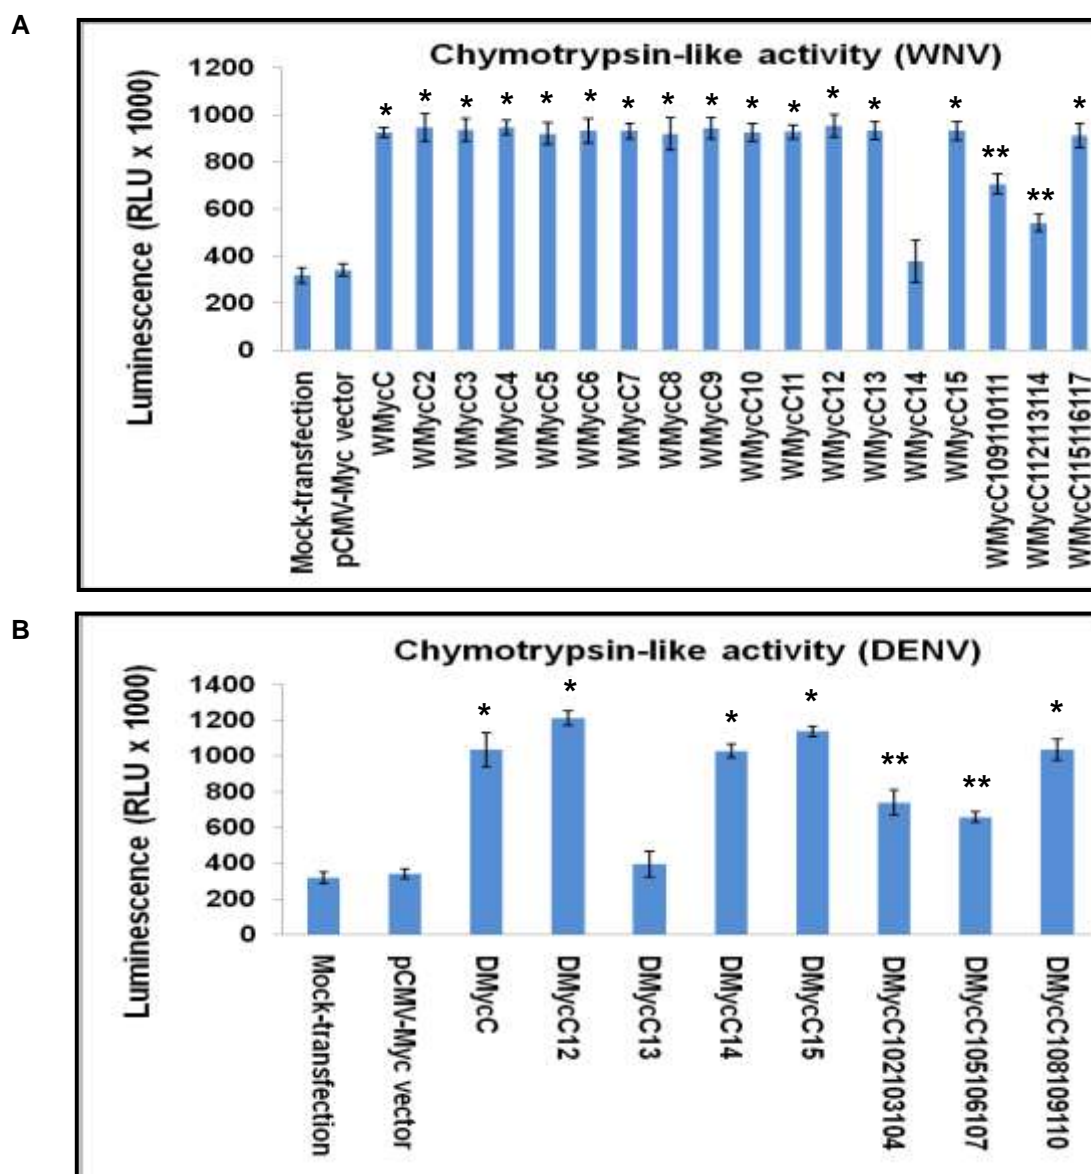 A
Chymotrypsin-like activity (WNV)
Luminescence (RLU x 1000)
1200
1000
800
600
400
200
0
* * * * * * * * * * * * * * ** ** *
Mock-transfection
pCMV-Myc vector
WMycC
WMycC2
WMycC3
WMycC4
WMycC5
WMycC6
WMycC7
WMycC8
WMycC9
WMycC10
WMycC11
WMycC12
WMycC13
WMycC14
WMycC15
WMycC109110111
WMycC112113114
WMycC115116117
B
Chymotrypsin-like activity (DENV)
Luminescence (RLU x 1000)
1400
1200
1000
800
600
400
200
0
* * * * ** ** *
Mock-transfection
pCMV-Myc vector
DMycC
DMycC12
DMycC13
DMycC14
DMycC15
DMycC102103104
DMycC105106107
DMycC108109110